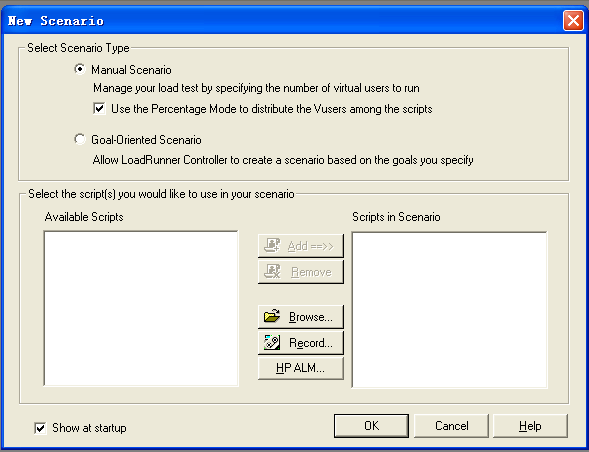 New Scenario
Select Scenario Type
Manual Scenario
Manage your load test by specifying the number of virtual users to run
Use the Percentage Mode to distribute the Vusers among the scripts
Goal-Oriented Scenario
Allow LoadRunner Controller to create a scenario based on the goals you specify
Select the script(s) you would like to use in your scenario
Available Scripts
Scripts in Scenario
Add ==>>
Remove
Browse...
Record...
HP ALM...
Show at startup
OK
Cancel
Help